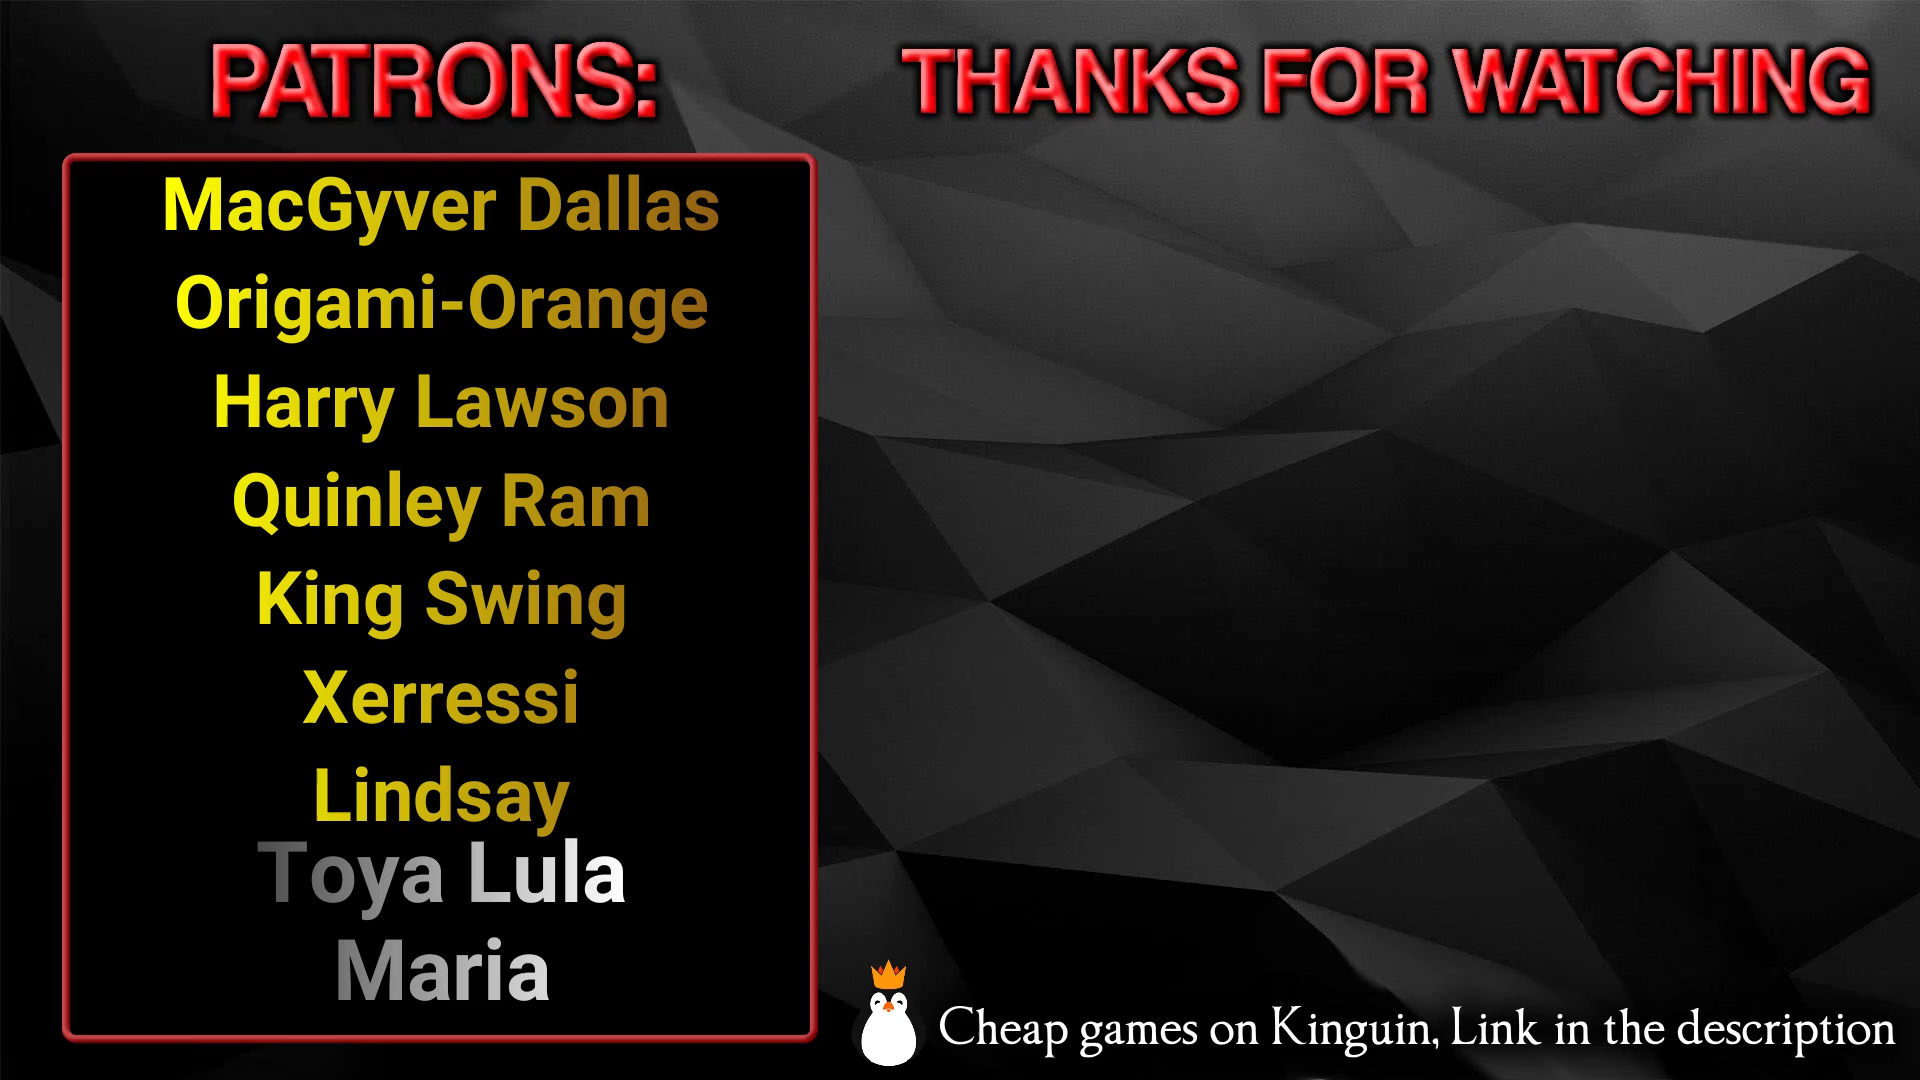 PATRONS:
THANKS FOR WATCHING
MacGyver Dallas
Origami-Orange
Harry Lawson
Quinley Ram
King Swing
Xerressi
Lindsay
Toya Lula
Maria
Cheap games on Kinguin, Link in the description